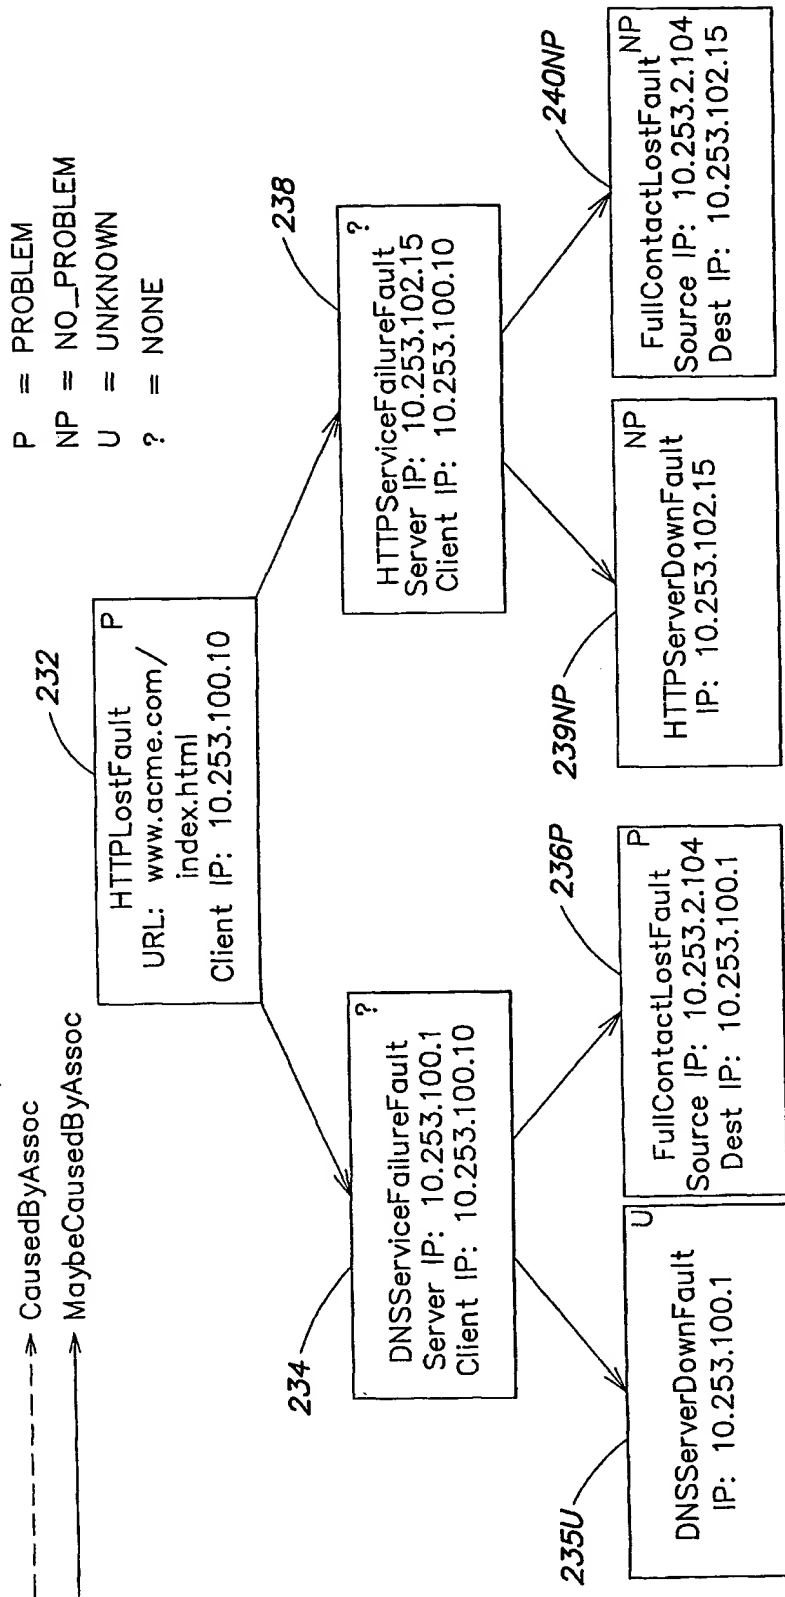 CausedByAssoc
MaybeCausedByAssoc
P = PROBLEM
NP = NO_PROBLEM
U = UNKNOWN
? = NONE
232
HTTPLostFault
P
URL: www.acme.com/
index.html
Client IP: 10.253.100.10
234
?
DNSServiceFailureFault
Server IP: 10.253.100.1
Client IP: 10.253.100.10
238
?
HTTPServiceFailureFault
Server IP: 10.253.102.15
Client IP: 10.253.100.10
235U
U
DNSServerDownFault
IP: 10.253.100.1
236P
P
FullContactLostFault
Source IP: 10.253.2.104
Dest IP: 10.253.100.1
239NP
NP
HTTPServerDownFault
IP: 10.253.102.15
240NP
NP
FullContactLostFault
Source IP: 10.253.2.104
Dest IP: 10.253.102.15